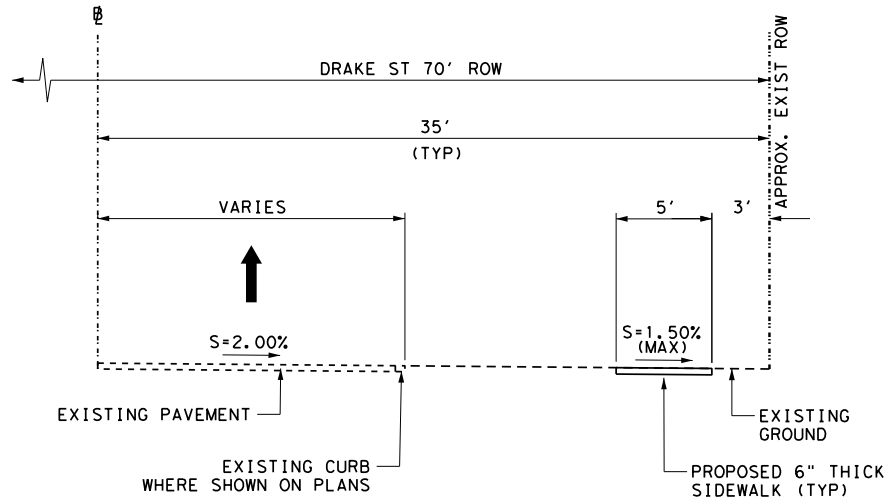 ℄
DRAKE ST 70' ROW
APPROX. EXIST ROW
35'
(TYP)
VARIES
5'
3'
S=2.00%
S=1.50%
(MAX)
EXISTING PAVEMENT
EXISTING
GROUND
EXISTING CURB
WHERE SHOWN ON PLANS
PROPOSED 6" THICK
SIDEWALK (TYP)